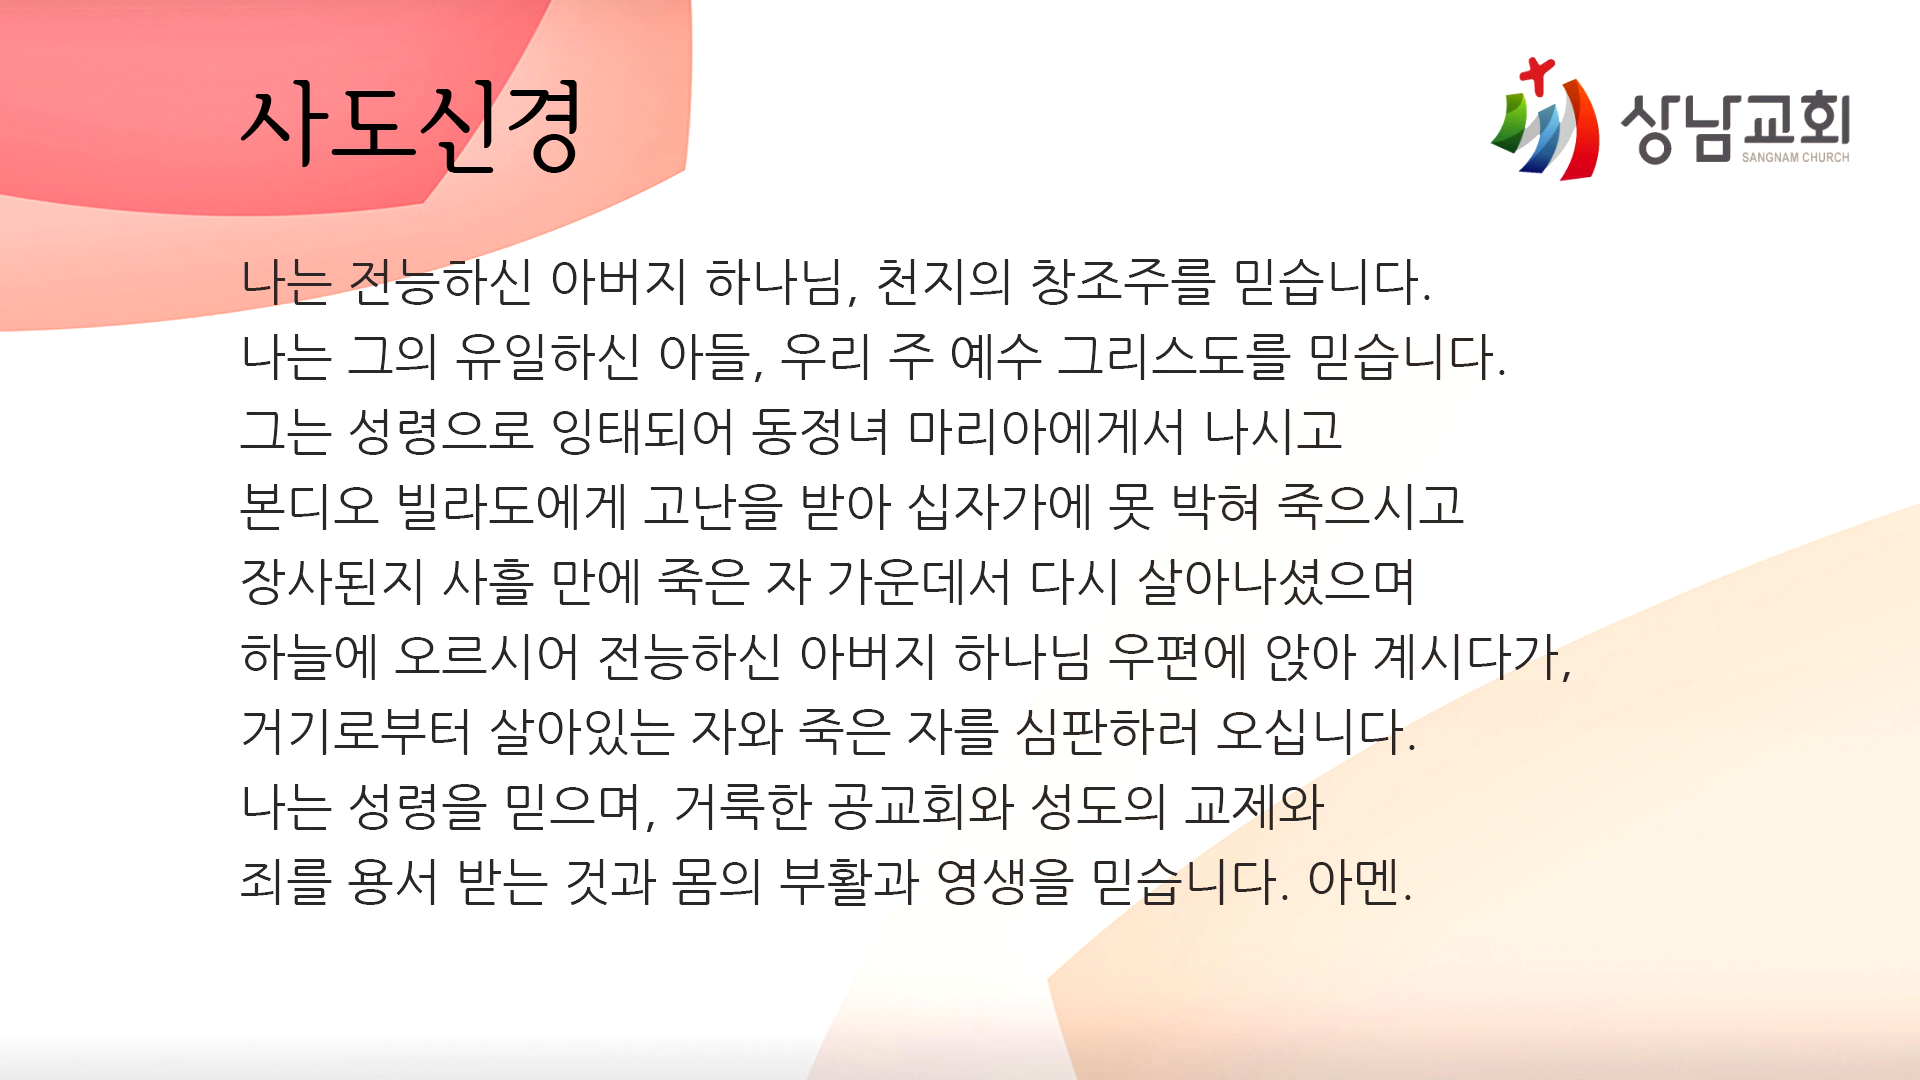 사도신경
상남교회
SANGNAM CHURCH
나는 전능하신 아버지 하나님, 천지의 창조주를 믿습니다.
나는 그의 유일하신 아들, 우리 주 예수 그리스도를 믿습니다.
그는 성령으로 잉태되어 동정녀 마리아에게서 나시고
본디오 빌라도에게 고난을 받아 십자가에 못 박혀 죽으시고
장사된지 사흘 만에 죽은 자 가운데서 다시 살아나셨으며
하늘에 오르시어 전능하신 아버지 하나님 우편에 앉아 계시다가,
거기로부터 살아있는 자와 죽은 자를 심판하러 오십니다.
나는 성령을 믿으며, 거룩한 공교회와 성도의 교제와
죄를 용서 받는 것과 몸의 부활과 영생을 믿습니다. 아멘.